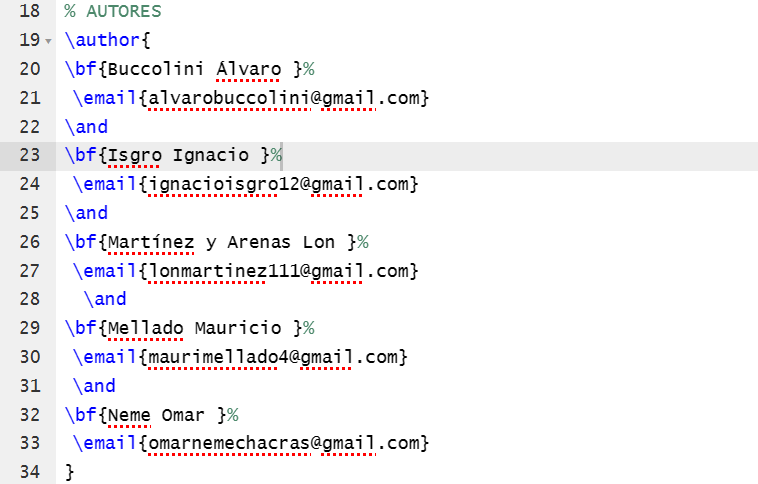 18 % AUTORES
19 \author{
20 \bf{Buccolini Álvaro }%
21 \email{alvarobuccolini@gmail.com}
22 \and
23 \bf{Isgro Ignacio }%
24 \email{ignacioisgro12@gmail.com}
25 \and
26 \bf{Martínez y Arenas Lon }%
27 \email{lonmartinez111@gmail.com}
28 \and
29 \bf{Mellado Mauricio }%
30 \email{maurimellado4@gmail.com}
31 \and
32 \bf{Neme Omar }%
33 \email{omarnemechacras@gmail.com}
34 }